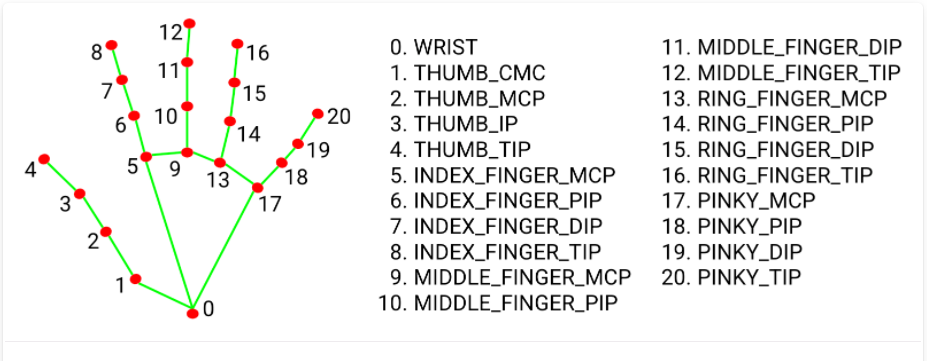 12
8
16
11
7
15
10
6
14
20
19
4
5
9
13
18
3
17
2
1
0
0. WRIST
1. THUMB_CMC
2. THUMB_MCP
3. THUMB_IP
4. THUMB_TIP
5. INDEX_FINGER_MCP
6. INDEX_FINGER_PIP
7. INDEX_FINGER_DIP
8. INDEX_FINGER_TIP
9. MIDDLE_FINGER_MCP
10. MIDDLE_FINGER_PIP
11. MIDDLE_FINGER_DIP
12. MIDDLE_FINGER_TIP
13. RING_FINGER_MCP
14. RING_FINGER_PIP
15. RING_FINGER_DIP
16. RING_FINGER_TIP
17. PINKY_MCP
18. PINKY_PIP
19. PINKY_DIP
20. PINKY_TIP